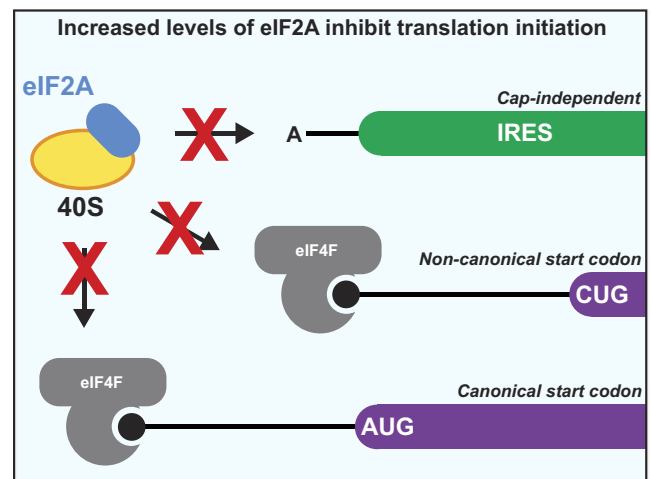 Increased levels of eIF2A inhibit translation initiation
eIF2A
Cap-independent
A
IRES
40S
eIF4F
Non-canonical start codon
CUG
eIF4F
Canonical start codon
AUG